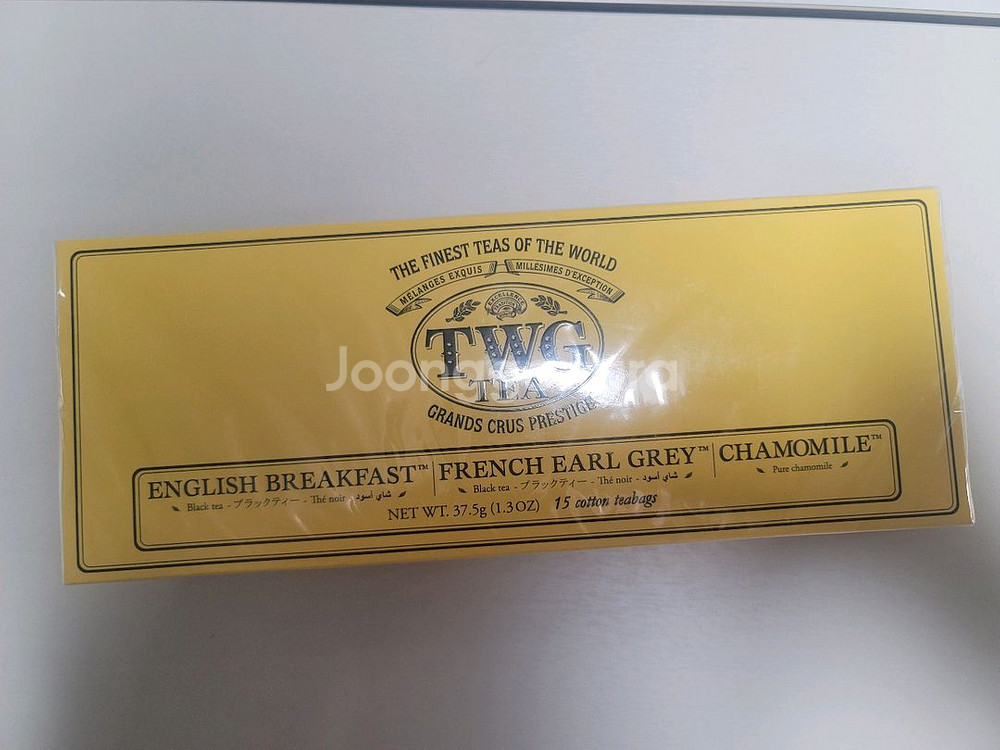 THE FINEST TEAS OF THE WORLD
MÉLANGES EXQUIS MILLÉSIMES D'EXCEPTION
EXCELLENCE
TWG
TEA
GRANDS CRUS PRESTIGE
ENGLISH BREAKFAST™ FRENCH EARL GREY™ CHAMOMILE™
Black tea - ブラックティー - Thé noir - شاي أسود Black tea - ブラックティー - Thé noir - شاي أسود Pure chamomile
NET WT. 37.5g (1.3OZ) 15 cotton teabags